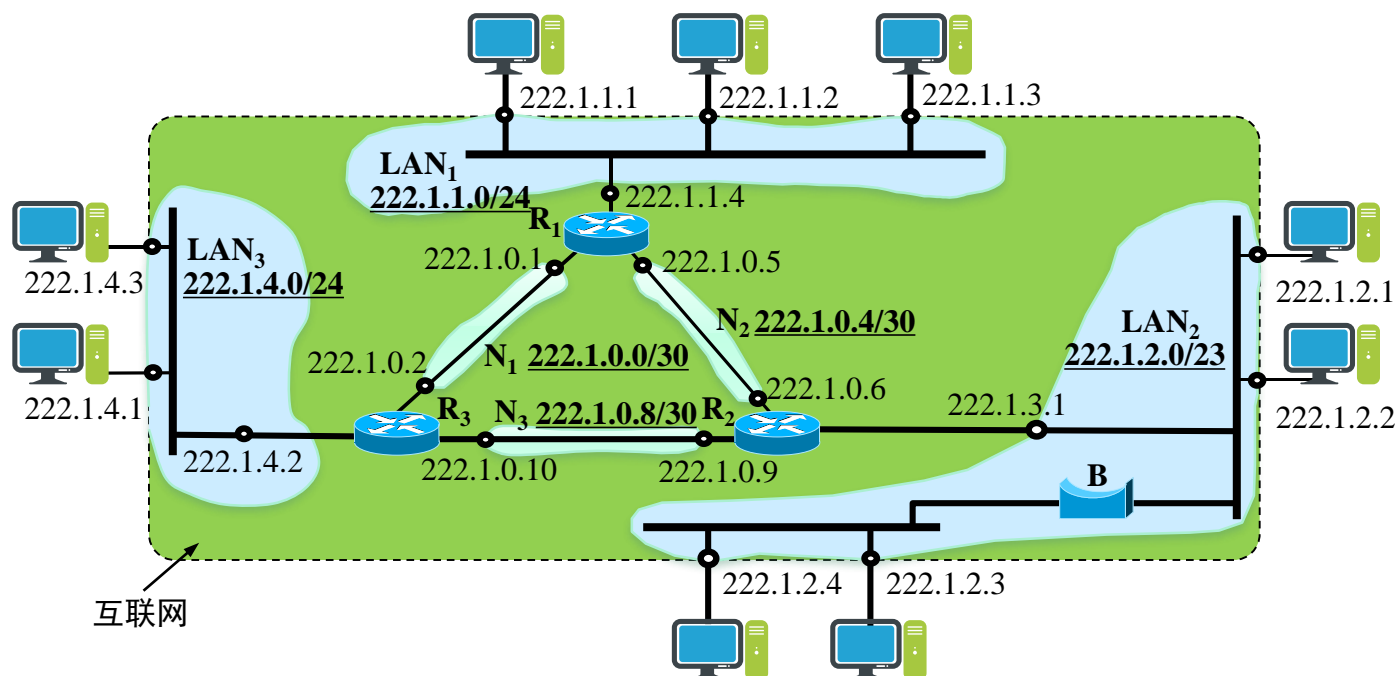 222.1.1.1
222.1.1.2
222.1.1.3
LAN₁
222.1.1.0/24
222.1.1.4
R₁
LAN₃
222.1.4.0/24
222.1.4.3
222.1.0.1
222.1.0.5
222.1.2.1
N₂ 222.1.0.4/30
LAN₂
222.1.2.0/23
222.1.0.2
N₁ 222.1.0.0/30
222.1.0.6
222.1.4.1
R₃
N₃ 222.1.0.8/30
R₂
222.1.3.1
222.1.2.2
222.1.4.2
222.1.0.10
222.1.0.9
B
222.1.2.4
222.1.2.3
互联网